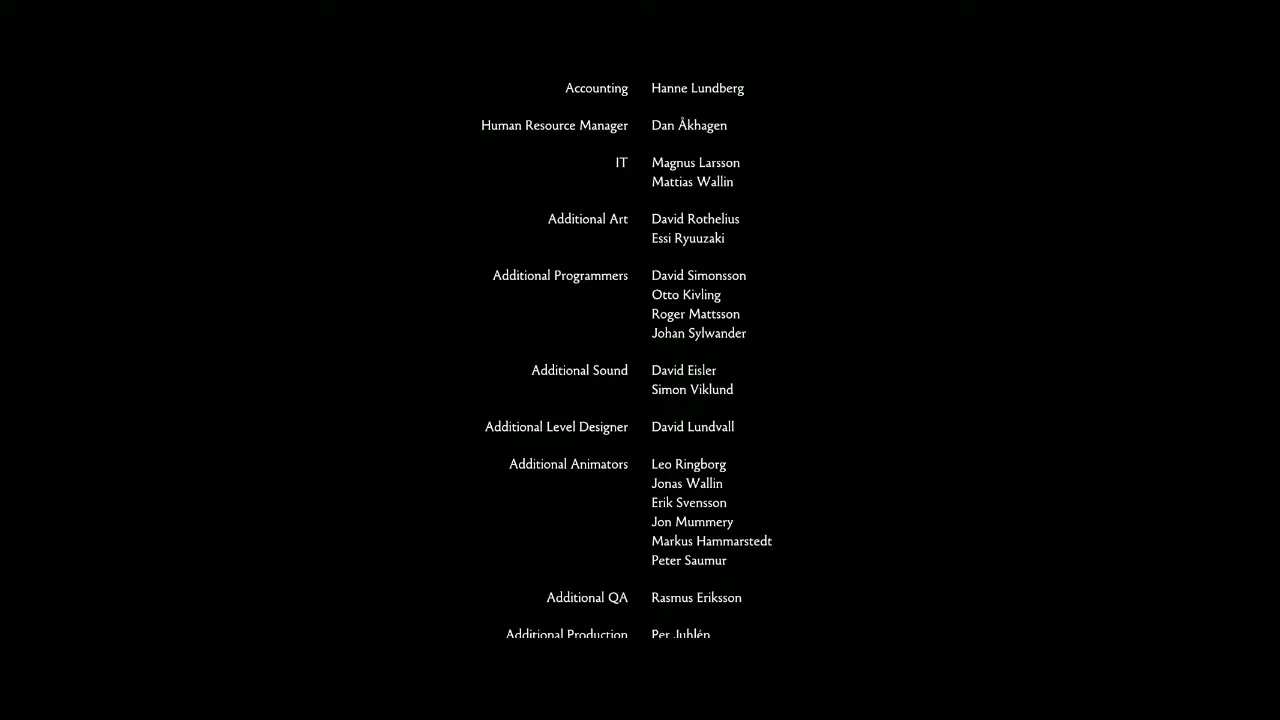 Accounting Hanne Lundberg
Human Resource Manager Dan Åkhagen
IT Magnus Larsson
Mattias Wallin
Additional Art David Rothelius
Essi Ryuuzaki
Additional Programmers David Simonsson
Otto Kivling
Roger Mattsson
Johan Sylwander
Additional Sound David Eisler
Simon Viklund
Additional Level Designer David Lundvall
Additional Animators Leo Ringborg
Jonas Wallin
Erik Svensson
Jon Mummery
Markus Hammarstedt
Peter Saumur
Additional QA Rasmus Eriksson
Additional Production Per Juhlén